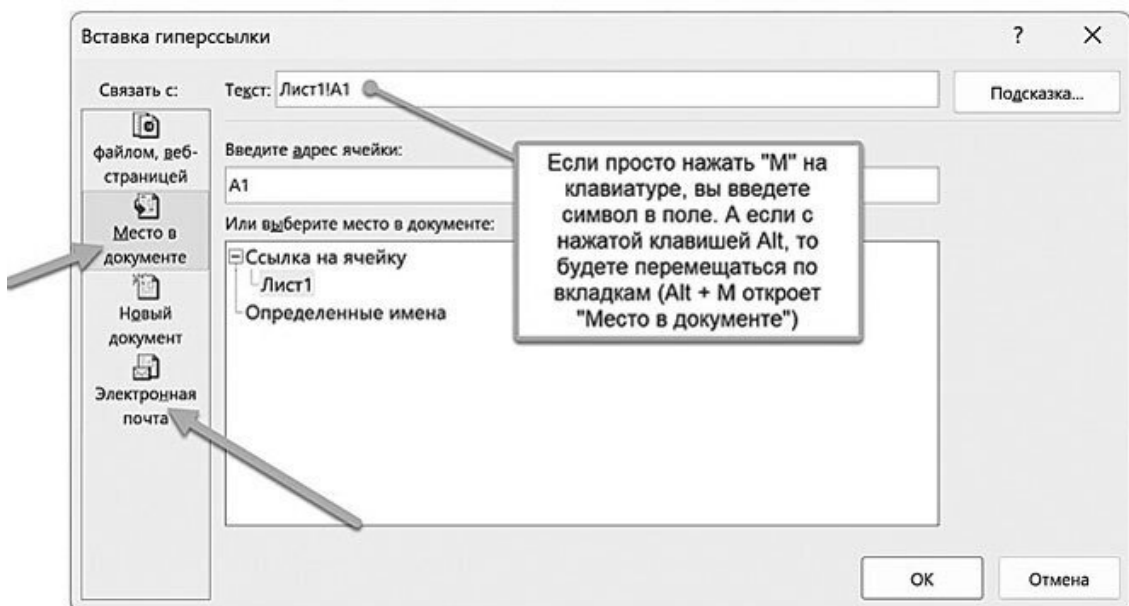 Вставка гиперссылки
?
X
Связать с:
Текст: Лист1!A1
Подсказка...
файлом, веб-
страницей
Место в
документе
Новый
документ
Электронная
почта
Введите адрес ячейки:
A1
Или выберите место в документе:
Ссылка на ячейку
Лист1
Определенные имена
Если просто нажать "М" на
клавиатуре, вы введете
символ в поле. А если с
нажатой клавишей Alt, то
будете перемещаться по
вкладкам (Alt + М откроет
"Место в документе")
ОК
Отмена